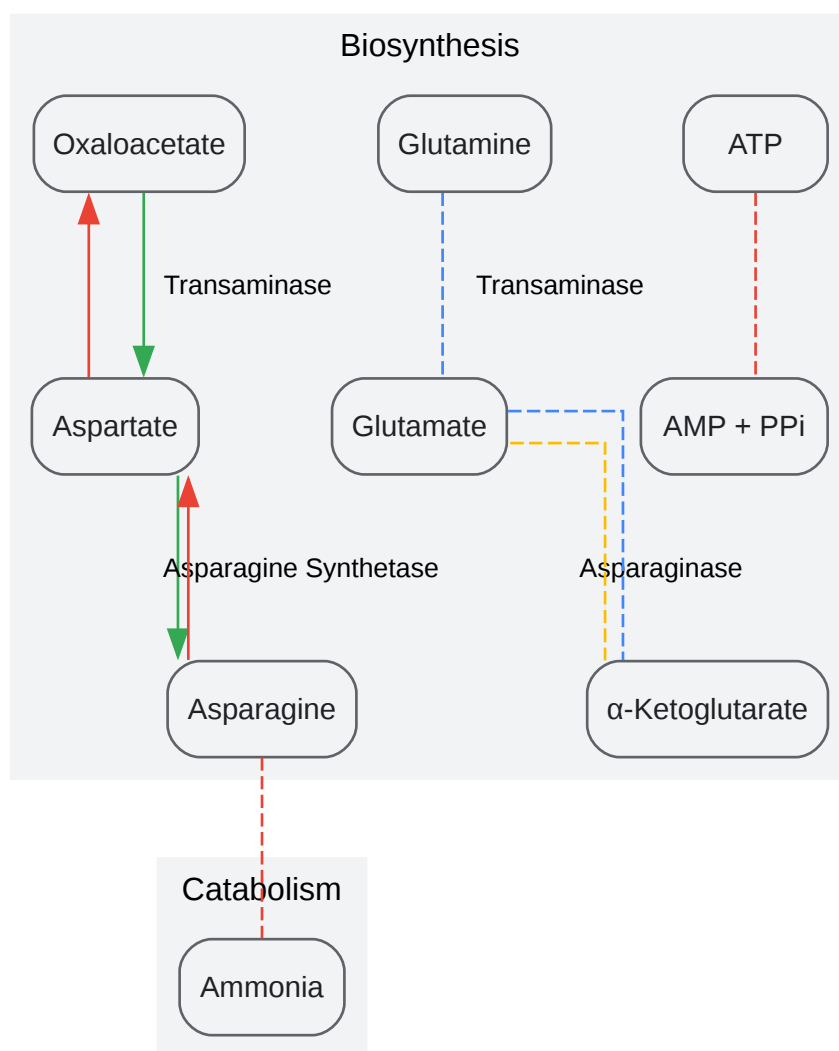 Biosynthesis
Oxaloacetate
Glutamine
ATP
Transaminase
Transaminase
Aspartate
Glutamate
AMP + PPi
Asparagine Synthetase
Asparaginase
Asparagine
α-Ketoglutarate
Catabolism
Ammonia